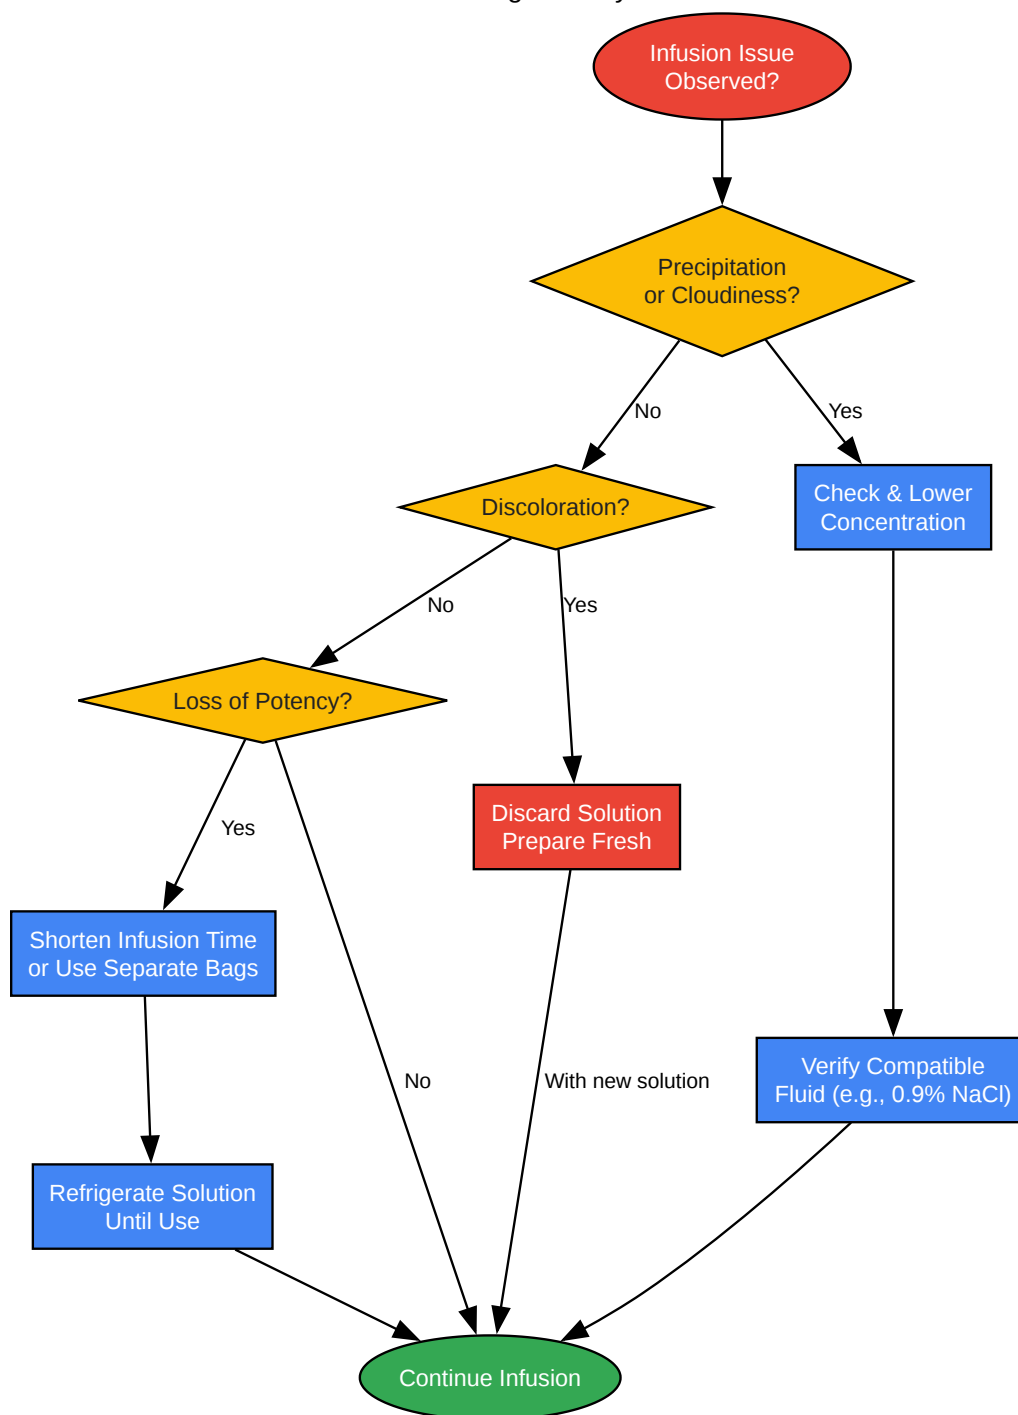 Infusion Issue
Observed?
Precipitation
or Cloudiness?
No
Yes
Discoloration?
Check & Lower
Concentration
No
Yes
Loss of Potency?
Discard Solution
Prepare Fresh
Yes
Shorten Infusion Time
or Use Separate Bags
No
With new solution
Verify Compatible
Fluid (e.g., 0.9% NaCl)
Refrigerate Solution
Until Use
Continue Infusion